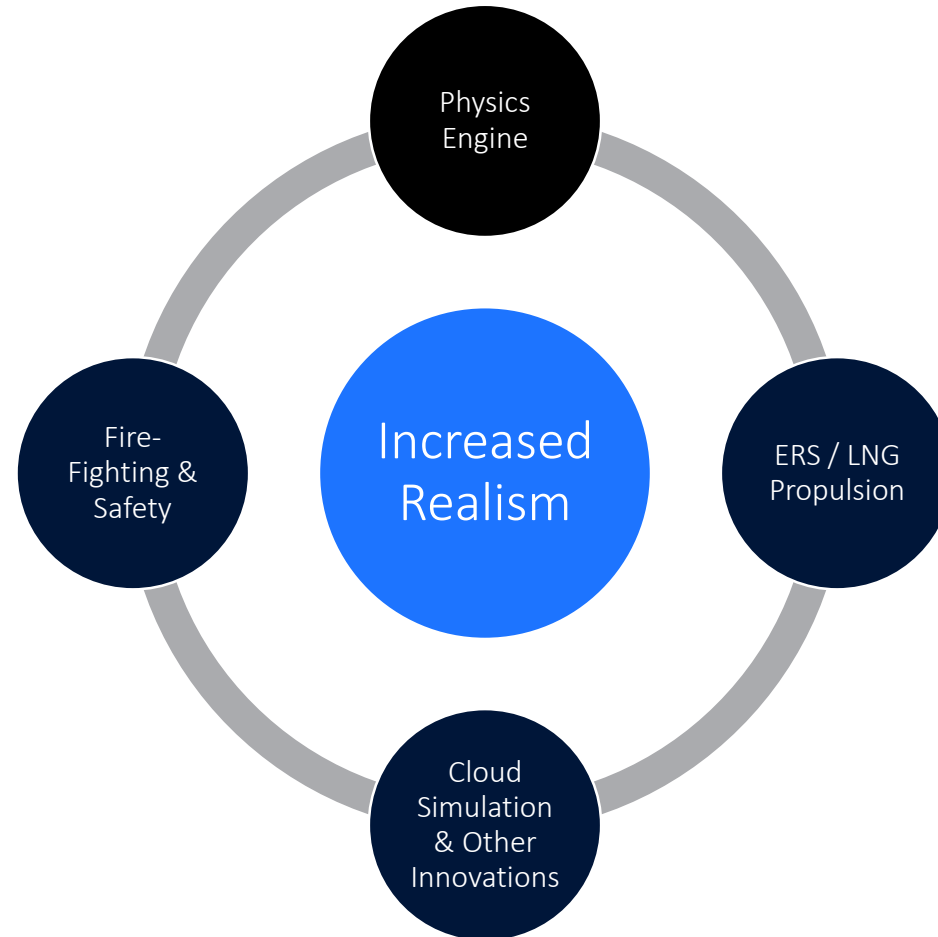 Physics
Engine
Increased
Realism
Fire-
Fighting &
Safety
ERS / LNG
Propulsion
Cloud
Simulation
& Other
Innovations